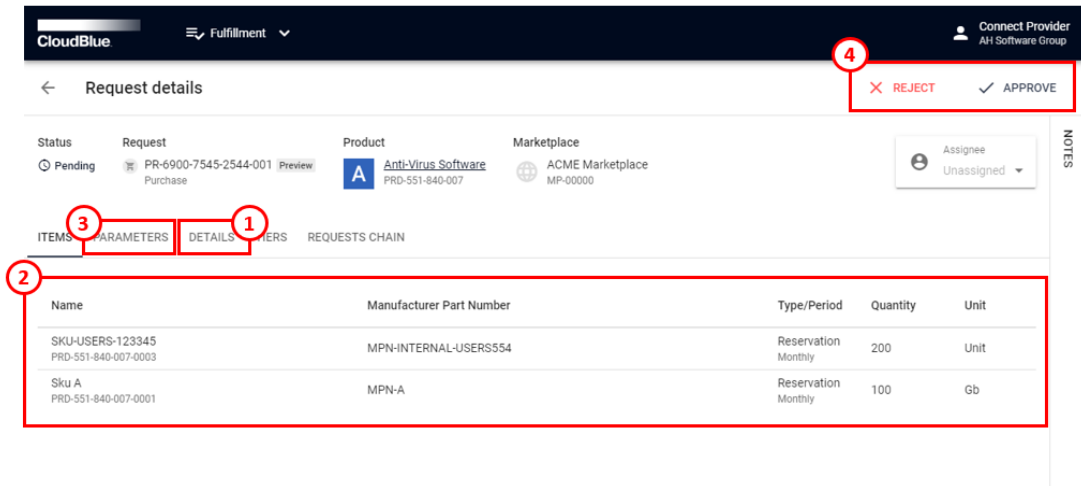 CloudBlue
Fulfillment
Connect Provider
AH Software Group
4
Request details
REJECT
APPROVE
Status
Request
Product
Marketplace
Pending
PR-6900-7545-2544-001 Preview
Purchase
A
Anti-Virus Software
PRD-551-840-007
ACME Marketplace
MP-00000
Assignee
Unassigned
NOTES
3
1
ITEMS PARAMETERS DETAILS REQUESTS CHAIN
2
Name Manufacturer Part Number Type/Period Quantity Unit
SKU-USERS-123345
PRD-551-840-007-0003
MPN-INTERNAL-USERS554
Reservation
Monthly
200
Unit
Sku A
PRD-551-840-007-0001
MPN-A
Reservation
Monthly
100
Gb